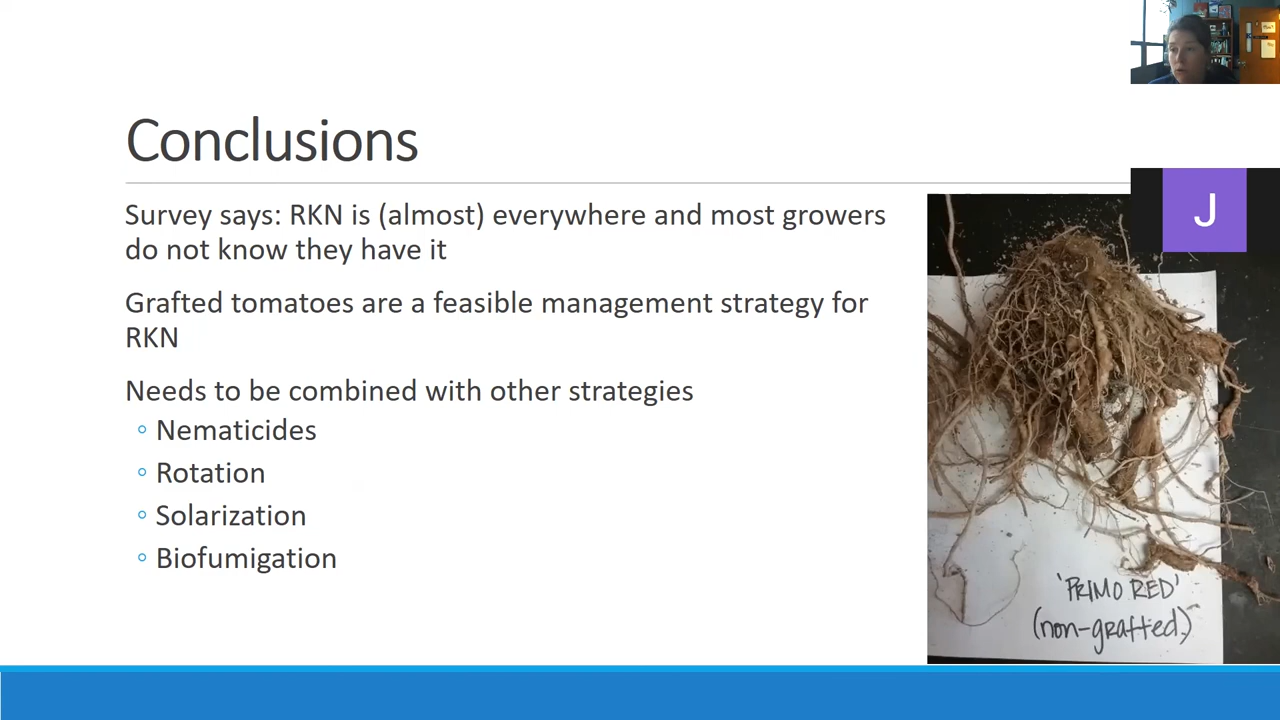 Conclusions
J
Survey says: RKN is (almost) everywhere and most growers
do not know they have it
Grafted tomatoes are a feasible management strategy for
RKN
Needs to be combined with other strategies
Nematicides
Rotation
Solarization
Biofumigation
'PRIMO RED'
(non-grafted)